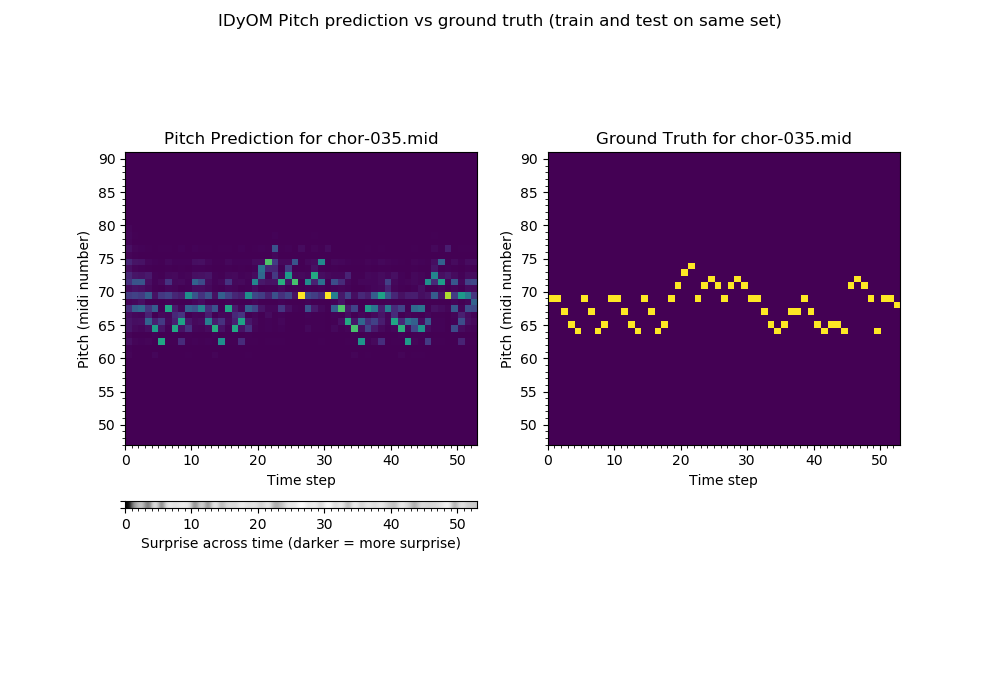 IDyOM Pitch prediction vs ground truth (train and test on same set)
Pitch Prediction for chor-035.mid
Pitch (midi number)
90
85
80
75
70
65
60
55
50
0 10 20 30 40 50
Time step
0 10 20 30 40 50
Surprise across time (darker = more surprise)
Ground Truth for chor-035.mid
Pitch (midi number)
90
85
80
75
70
65
60
55
50
0 10 20 30 40 50
Time step